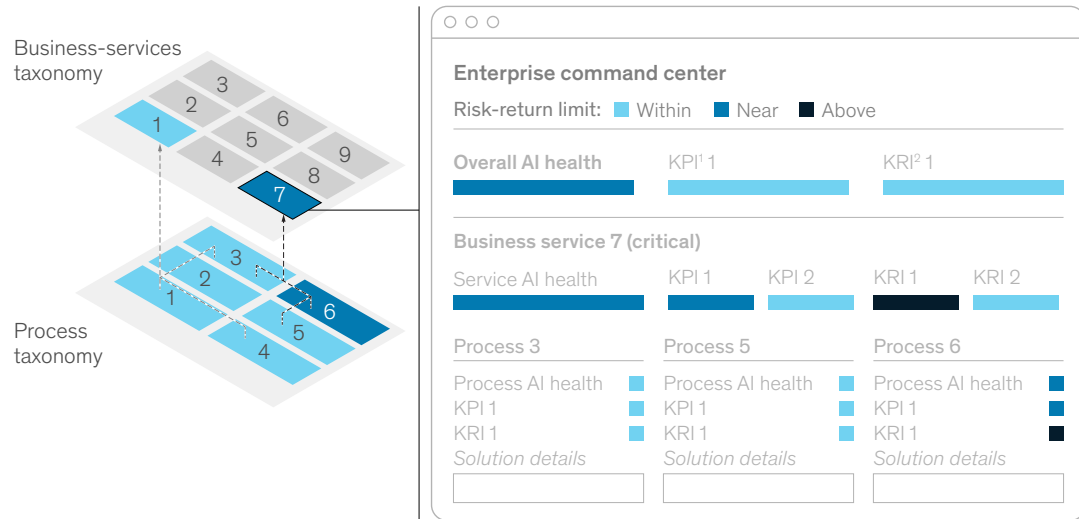 Business-services
taxonomy
1
2
3
4
5
6
7
8
9
Process
taxonomy
1
2
3
4
5
6
Enterprise command center
Risk-return limit: Within Near Above
Overall AI health KPI¹ 1 KRI² 1
Business service 7 (critical)
Service AI health KPI 1 KPI 2 KRI 1 KRI 2
Process 3 Process 5 Process 6
Process AI health Process AI health Process AI health
KPI 1 KPI 1 KPI 1
KRI 1 KRI 1 KRI 1
Solution details Solution details Solution details